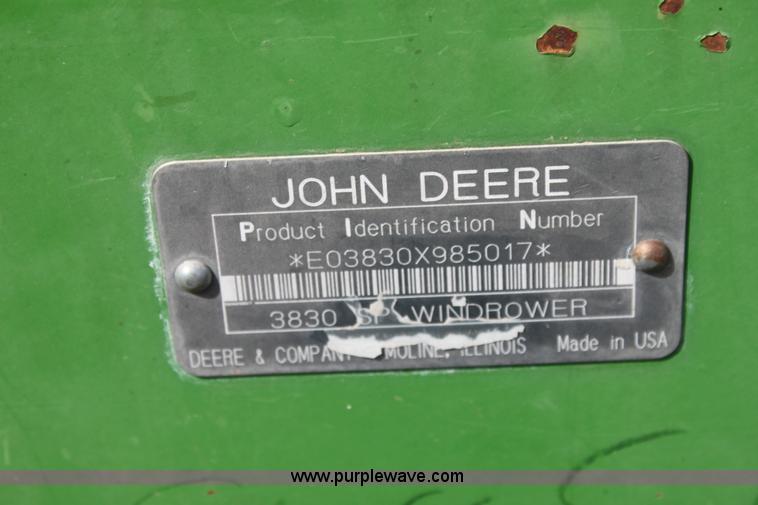 JOHN DEERE
Product Identification Number
*E03830X985017*
3830 SP WINDROWER
DEERE & COMPANY MOLINE, ILLINOIS Made in USA
www.purplewave.com